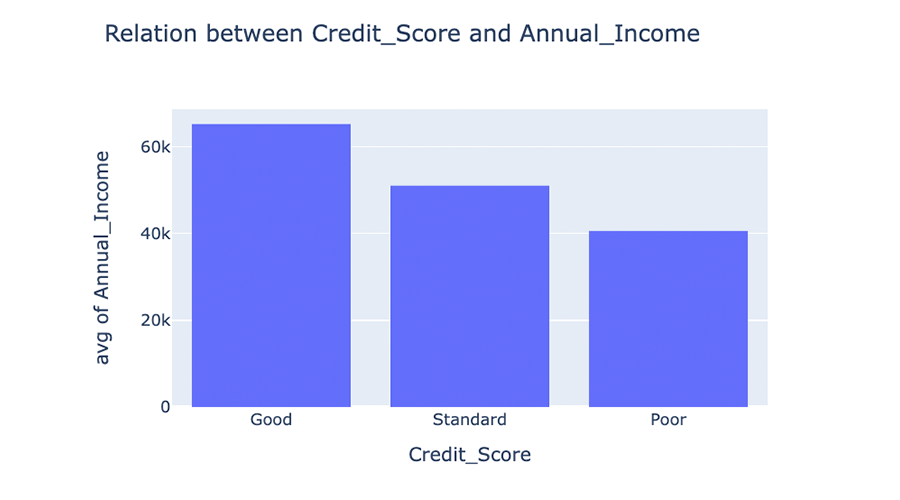 Relation between Credit_Score and Annual_Income
avg of Annual_Income
60k
40k
20k
0
Good
Standard
Poor
Credit_Score